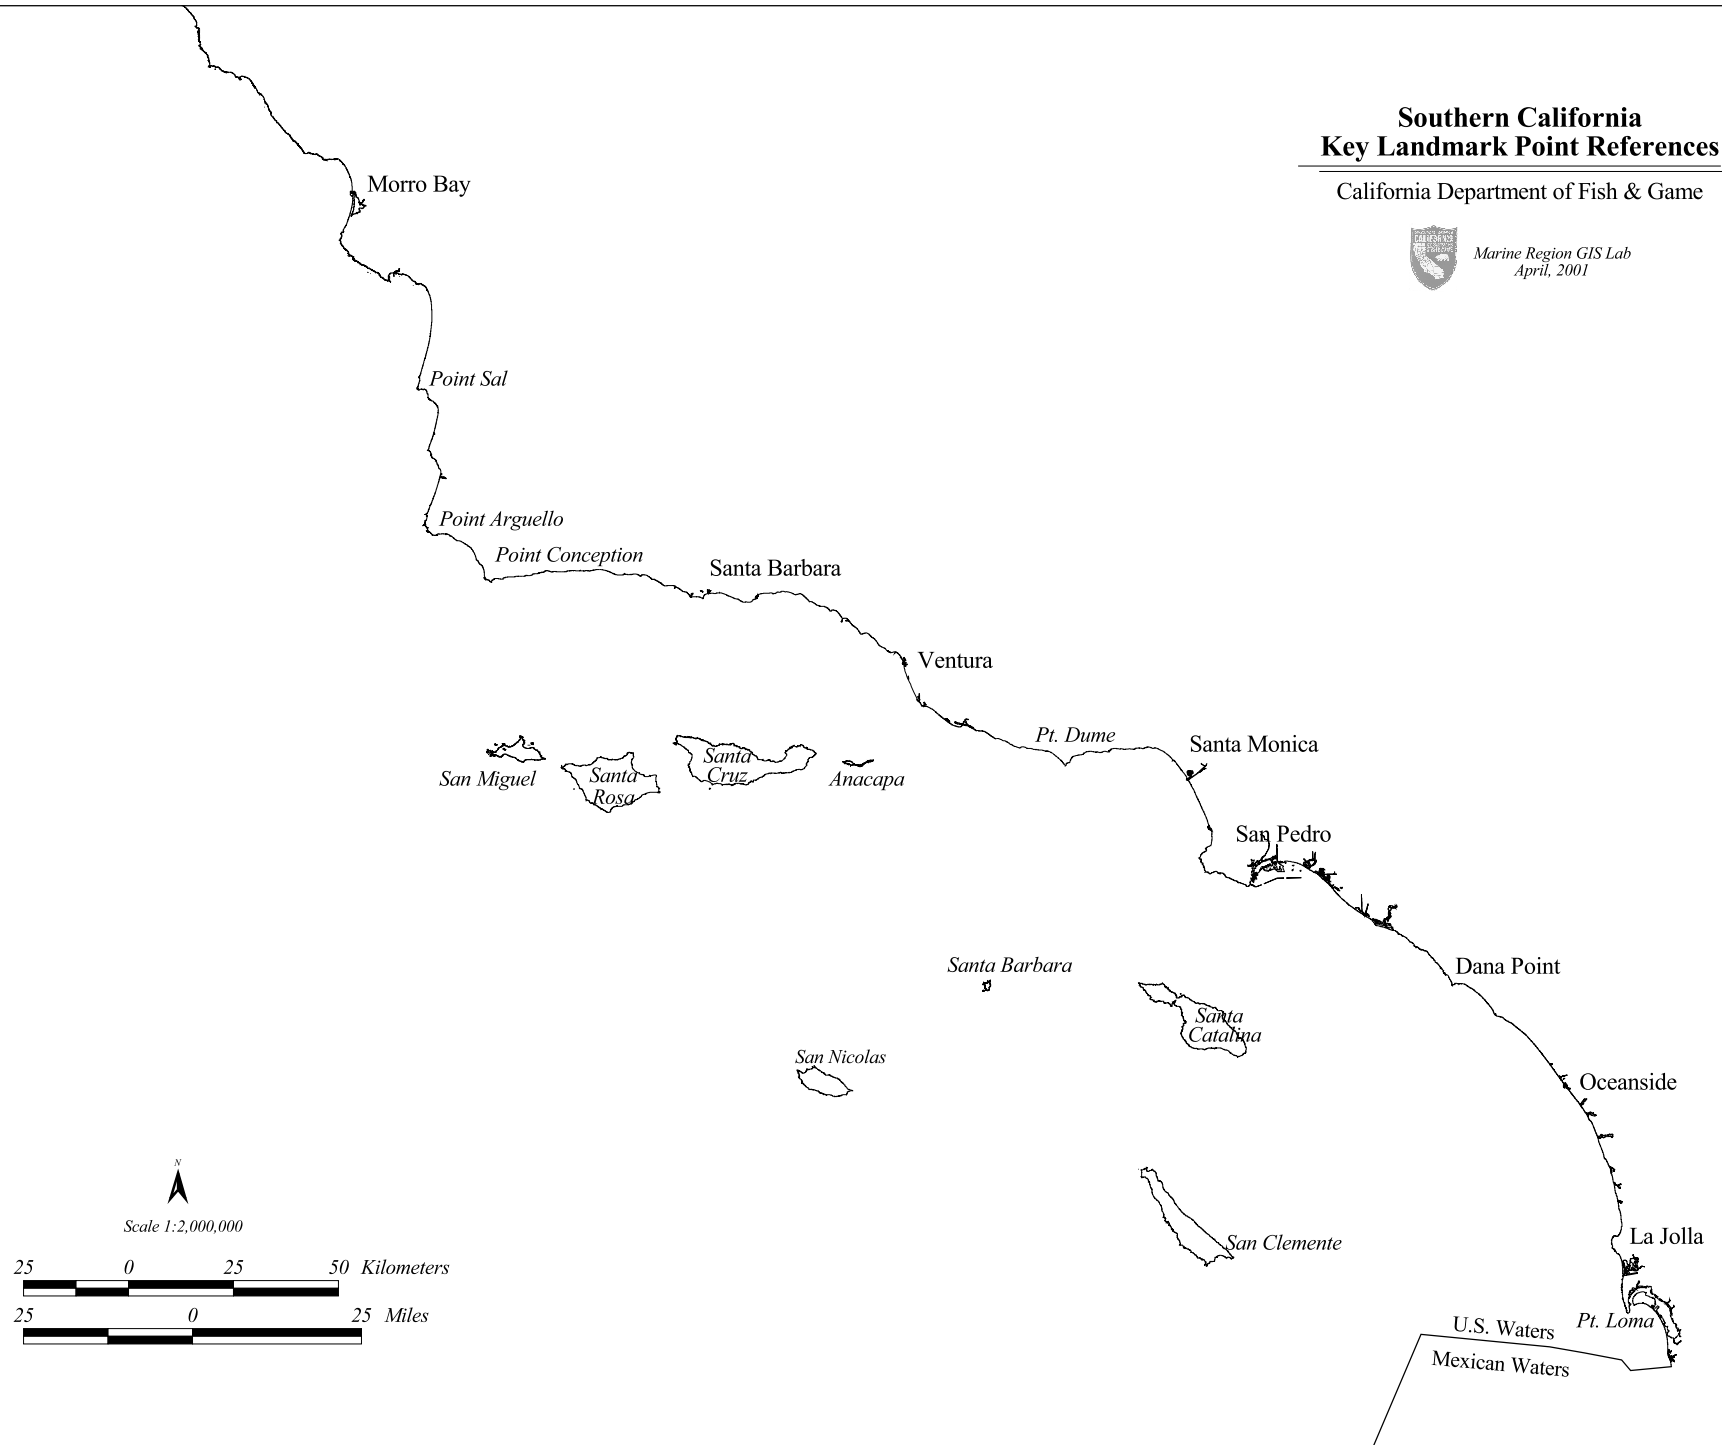 Southern California
Key Landmark Point References
California Department of Fish & Game
CALIFORNIA
Marine Region GIS Lab
April, 2001
Morro Bay
Point Sal
Point Arguello
Point Conception
Santa Barbara
Ventura
Pt. Dume
Santa Monica
San Miguel
Santa
Rosa
Santa
Cruz
Anacapa
San Pedro
Santa Barbara
Dana Point
Santa
Catalina
San Nicolas
Oceanside
San Clemente
La Jolla
Pt. Loma
U.S. Waters
Mexican Waters
N
Scale 1:2,000,000
25 0 25 50 Kilometers
25 0 25 Miles